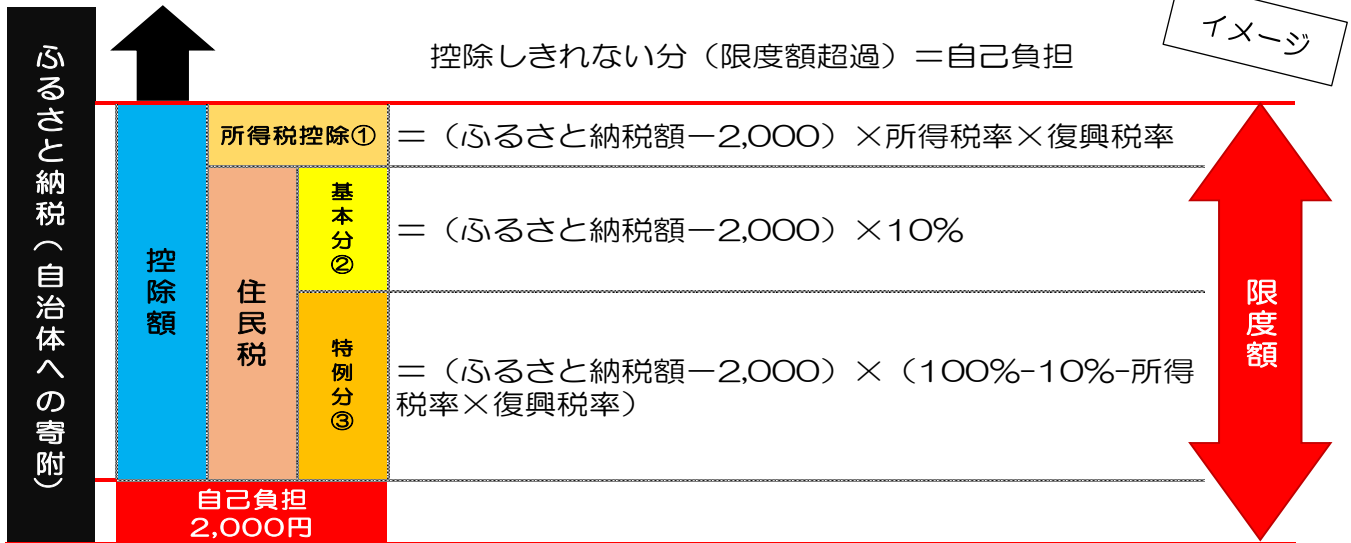 ふるさと納税（自治体への寄附）
イメージ
控除しきれない分（限度額超過）＝自己負担
控除額
所得税控除①
＝（ふるさと納税額－2,000）×所得税率×復興税率
住民税
基本分②
＝（ふるさと納税額－2,000）×10%
特例分③
＝（ふるさと納税額－2,000）×（100%-10%-所得
税率×復興税率）
限度額
自己負担
2,000円